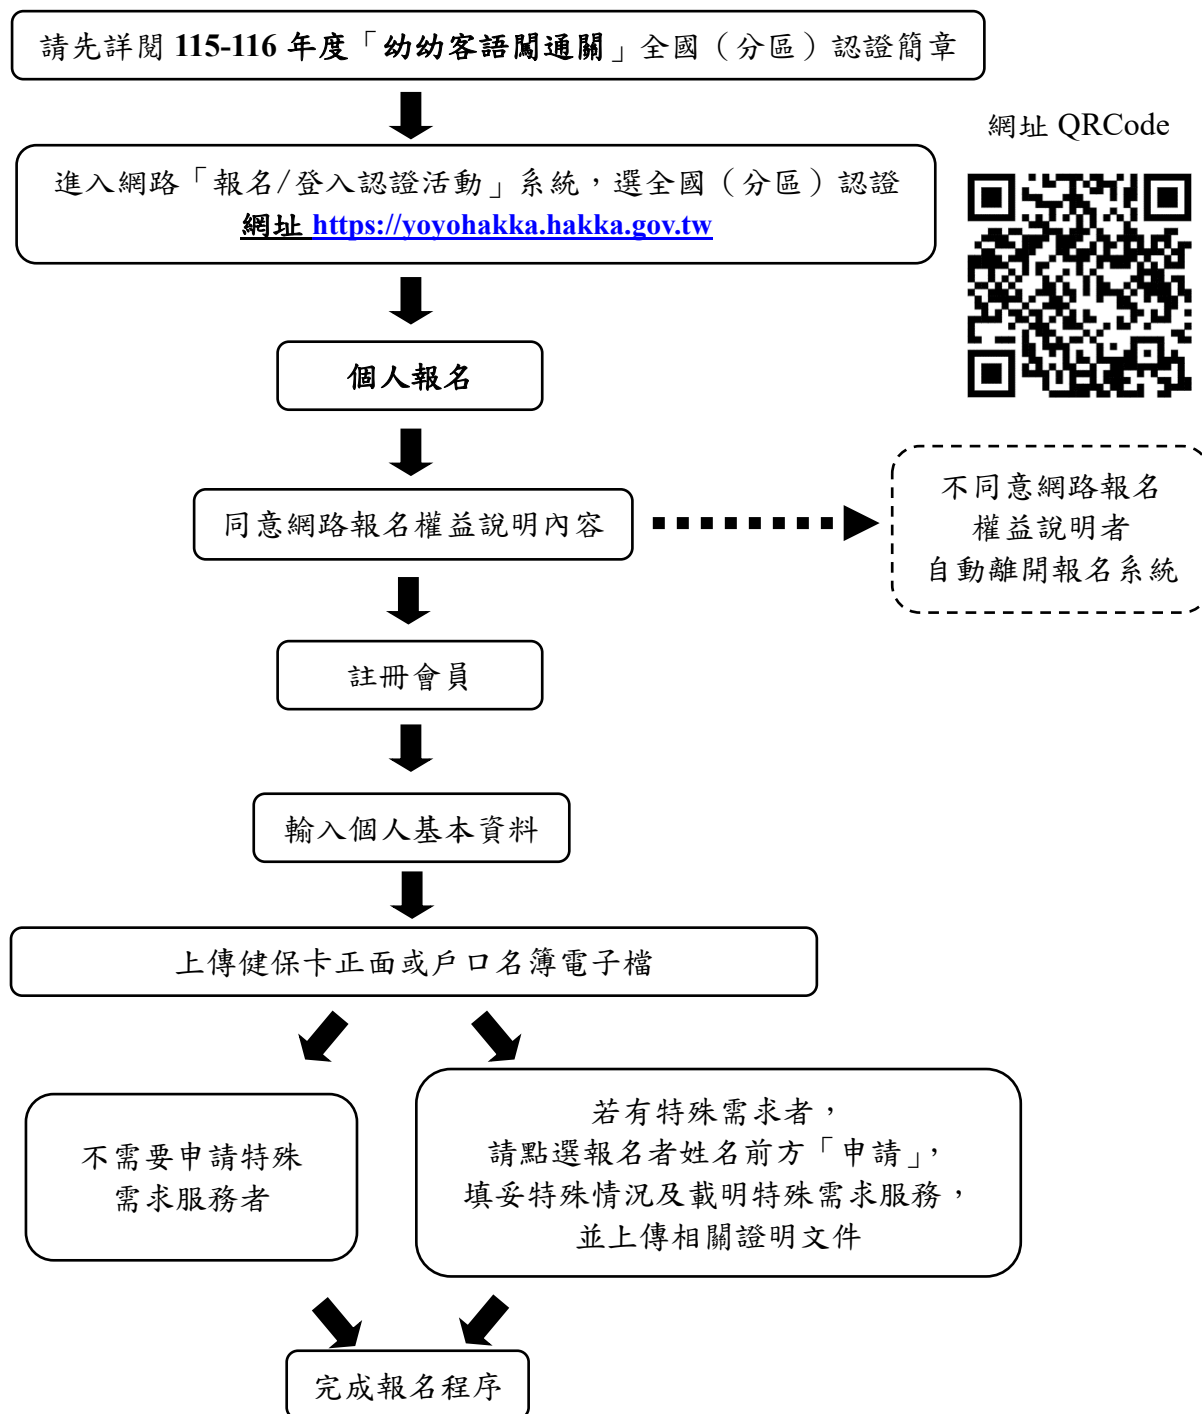 請先詳閱 115-116 年度「幼幼客語闖通關」全國（分區）認證簡章
網址 QRCode
進入網路「報名/登入認證活動」系統，選全國（分區）認證
網址 https://yoyohakka.hakka.gov.tw
個人報名
同意網路報名權益說明內容
不同意網路報名
權益說明者
自動離開報名系統
註冊會員
輸入個人基本資料
上傳健保卡正面或戶口名簿電子檔
不需要申請特殊
需求服務者
若有特殊需求者，
請點選報名者姓名前方「申請」，
填妥特殊情況及載明特殊需求服務，
並上傳相關證明文件
完成報名程序